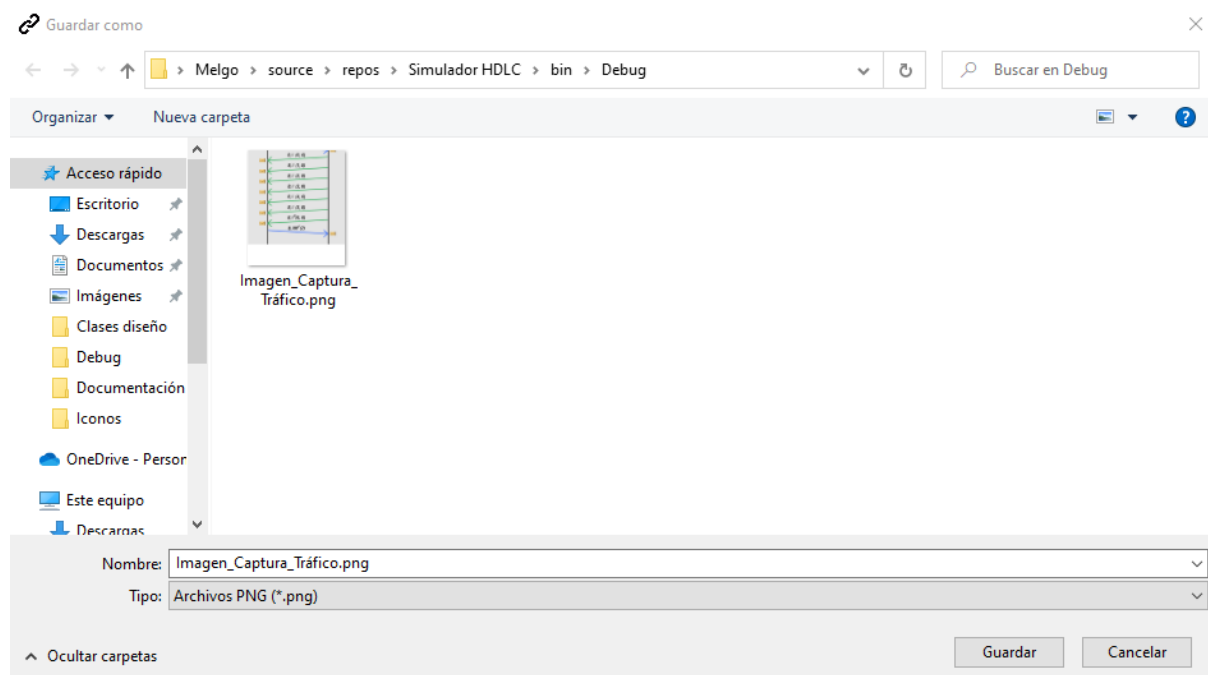 Guardar como
Melgo > source > repos > Simulador HDLC > bin > Debug
Buscar en Debug
Organizar
Nueva carpeta
Acceso rápido
Escritorio
Descargas
Documentos
Imágenes
Clases diseño
Debug
Documentación
Iconos
OneDrive - Person
Este equipo
Descargas
Imagen_Captura_
Tráfico.png
Nombre: Imagen_Captura_Tráfico.png
Tipo: Archivos PNG (*.png)
Ocultar carpetas
Guardar
Cancelar